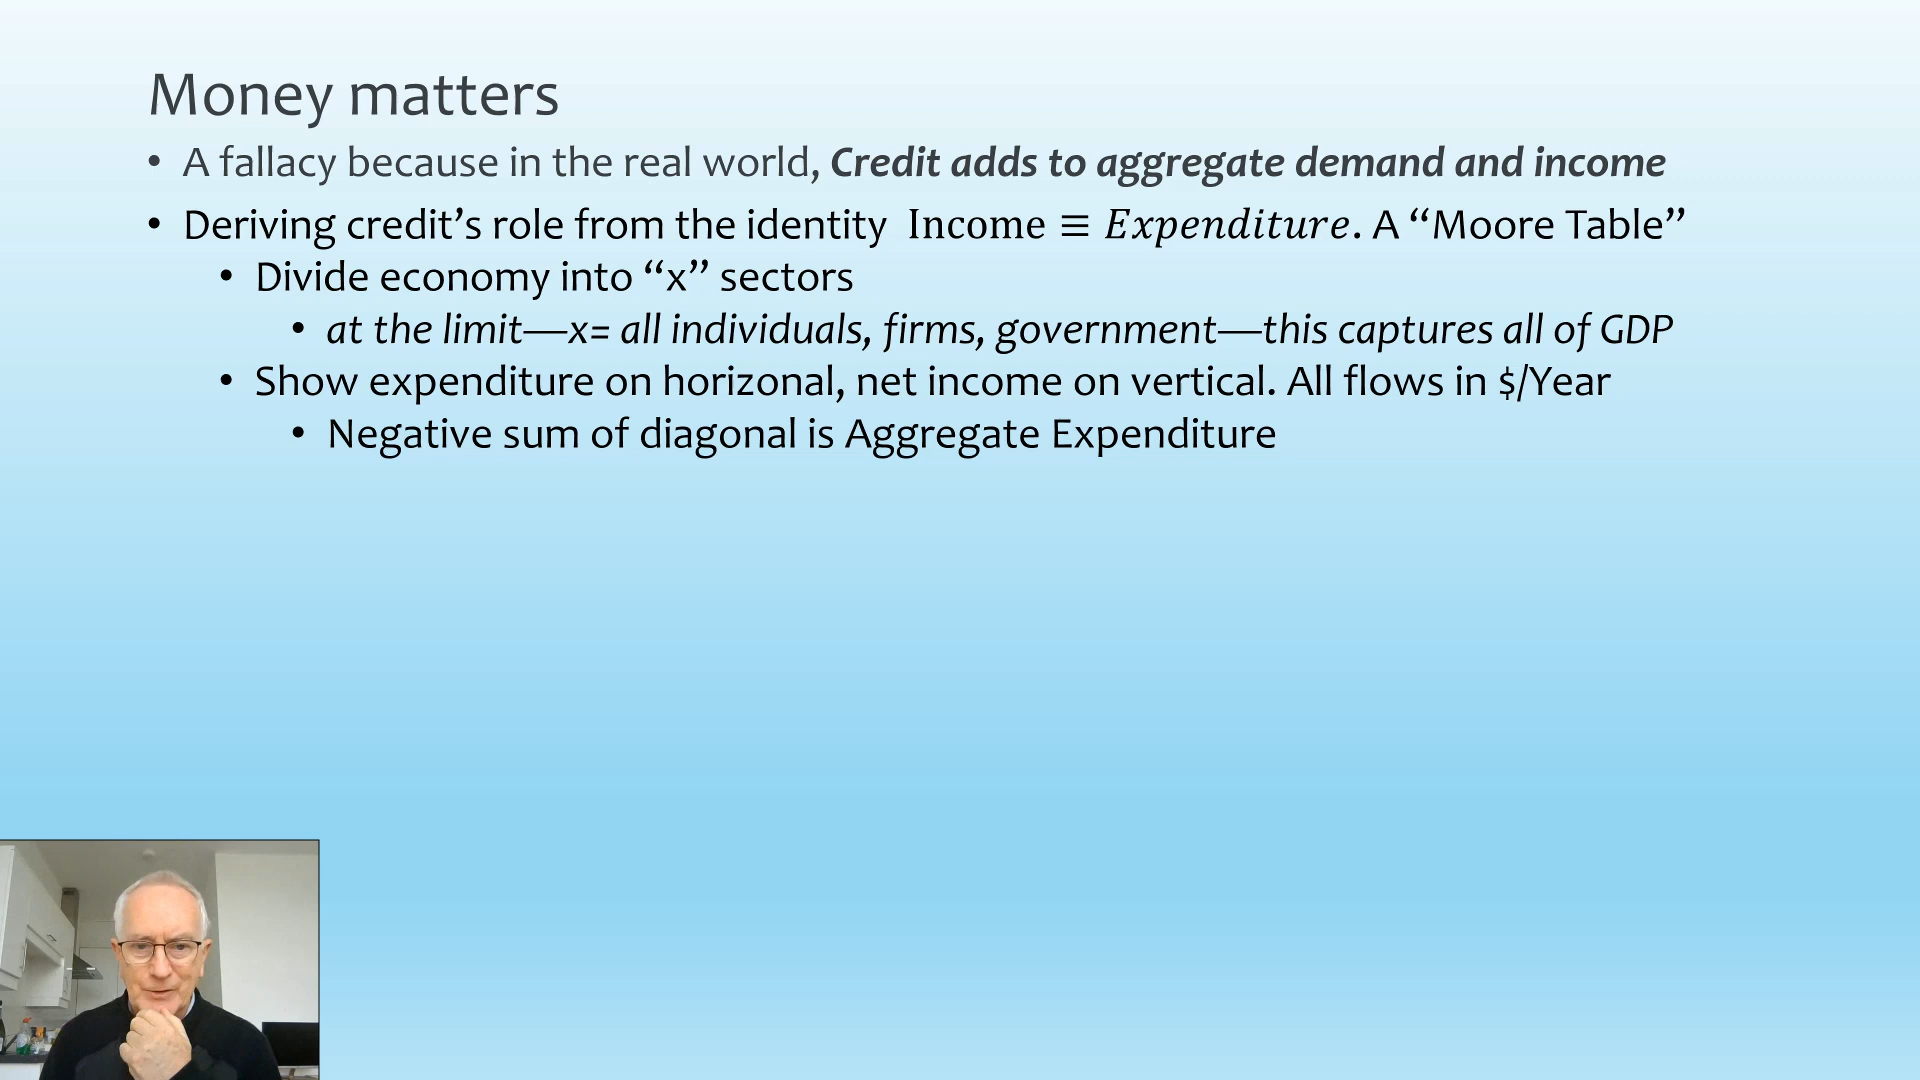 Money matters
• A fallacy because in the real world, Credit adds to aggregate demand and income
• Deriving credit’s role from the identity Income ≡ Expenditure. A “Moore Table”
• Divide economy into “x” sectors
• at the limit—x= all individuals, firms, government—this captures all of GDP
• Show expenditure on horizonal, net income on vertical. All flows in $/Year
• Negative sum of diagonal is Aggregate Expenditure